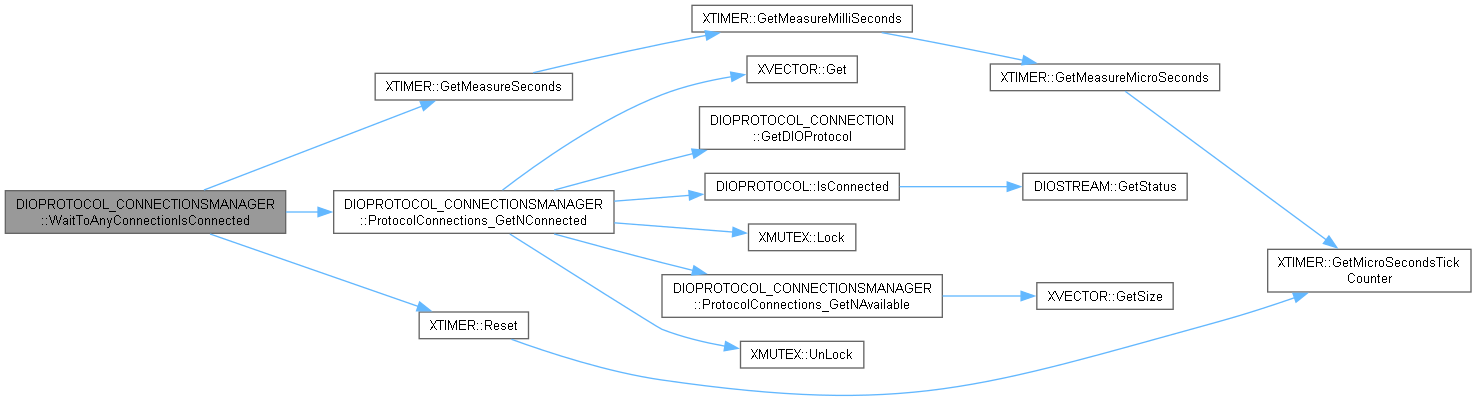 XTIMER::GetMeasureMilliSeconds
XTIMER::GetMeasureSeconds
XVECTOR::Get
XTIMER::GetMeasureMicroSeconds
DIOPROTOCOL_CONNECTION
::GetDIOProtocol
DIOPROTOCOL_CONNECTIONSMANAGER
::WaitToAnyConnectionIsConnected
DIOPROTOCOL_CONNECTIONSMANAGER
::ProtocolConnections_GetNConnected
DIOPROTOCOL::IsConnected
DIOSTREAM::GetStatus
XMUTEX::Lock
XTIMER::GetMicroSecondsTick
Counter
DIOPROTOCOL_CONNECTIONSMANAGER
::ProtocolConnections_GetNAvailable
XVECTOR::GetSize
XTIMER::Reset
XMUTEX::UnLock